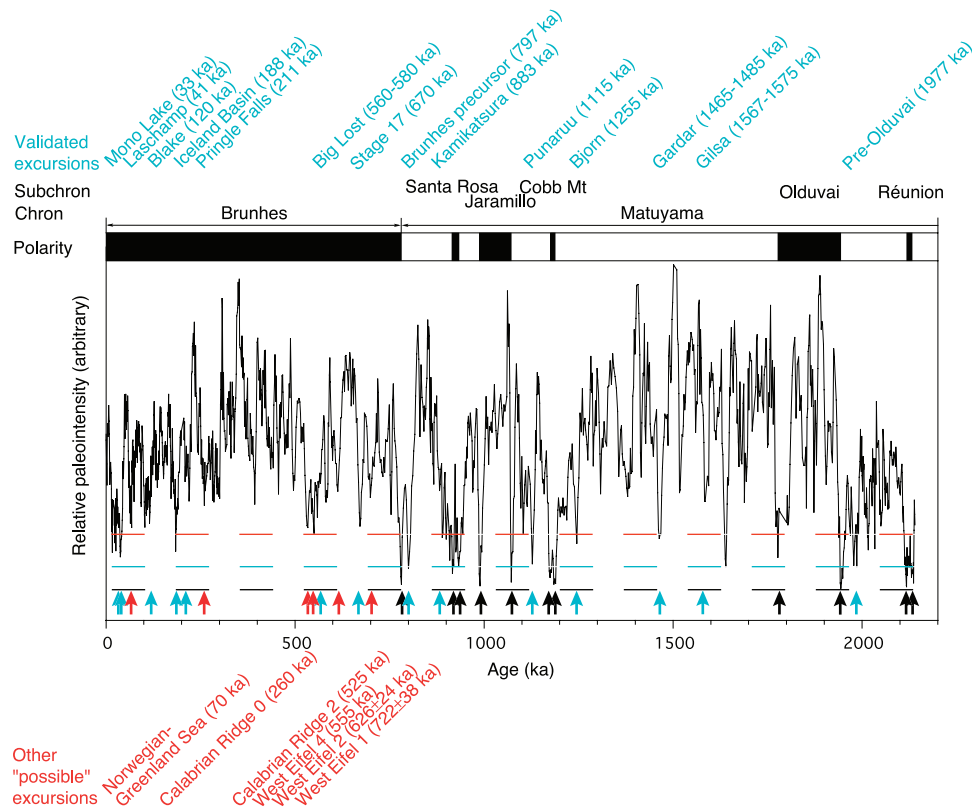 Mono Lake (33 ka)
Laschamp (41 ka)
Blake (120 ka)
Iceland Basin (188 ka)
Pringle Falls (211 ka)
Big Lost (560-580 ka)
Stage 17 (670 ka)
Brunhes precursor (797 ka)
Kamikatsura (883 ka)
Punaruu (1115 ka)
Bjorn (1255 ka)
Gardar (1465-1485 ka)
Gilsa (1567-1575 ka)
Pre-Olduvai (1977 ka)
Validated
excursions
Subchron
Santa Rosa
Jaramillo
Cobb Mt
Olduvai
Réunion
Chron
Brunhes
Matuyama
Polarity
Relative paleointensity (arbitrary)
0
500
1000
1500
2000
Age (ka)
Other
"possible"
excursions
Norwegian-
Greenland Sea (70 ka)
Calabrian Ridge 0 (260 ka)
Calabrian Ridge 2 (525 ka)
West Eifel 4 (555 ka)
West Eifel 2 (626±24 ka)
West Eifel 1 (722±38 ka)